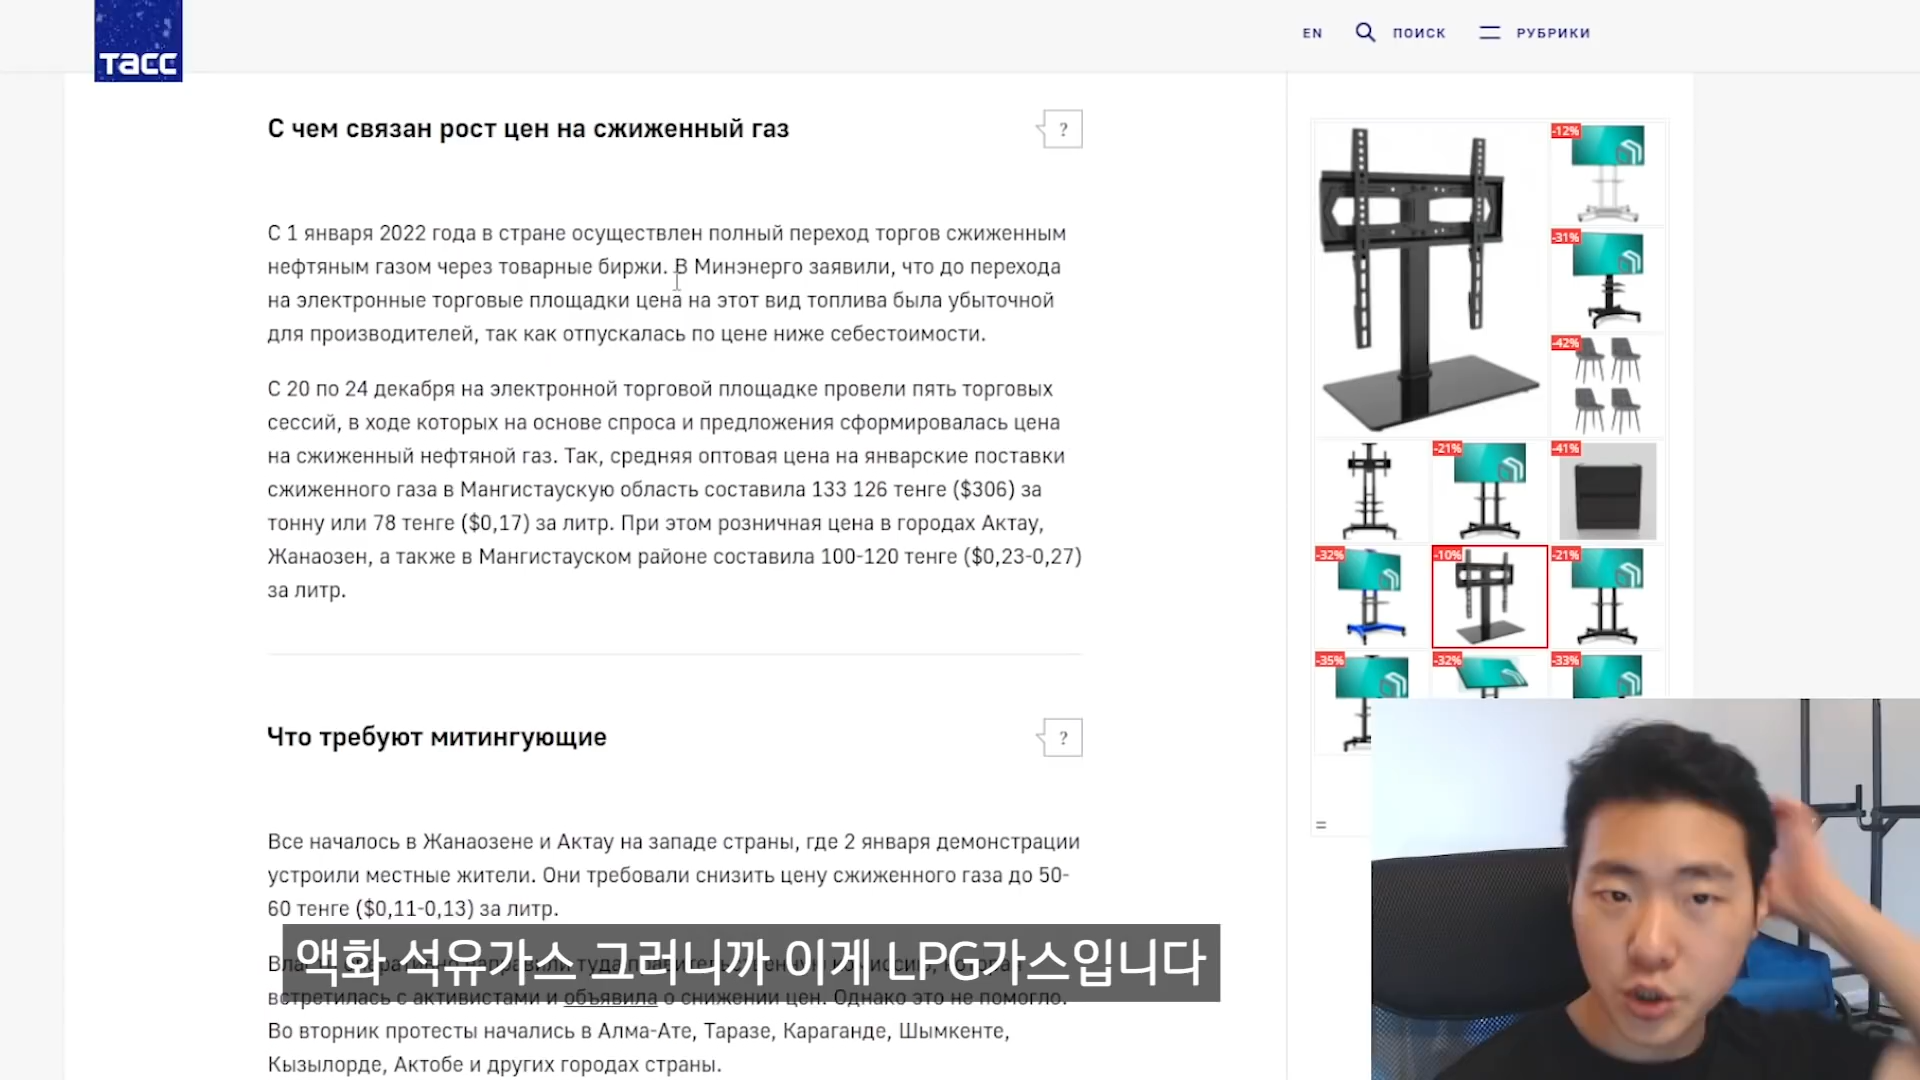 тасс
EN
ПОИСК
РУБРИКИ
С чем связан рост цен на сжиженный газ
?
С 1 января 2022 года в стране осуществлен полный переход торгов сжиженным
нефтяным газом через товарные биржи. В Минэнерго заявили, что до перехода
на электронные торговые площадки цена на этот вид топлива была убыточной
для производителей, так как отпускалась по цене ниже себестоимости.
С 20 по 24 декабря на электронной торговой площадке провели пять торговых
сессий, в ходе которых на основе спроса и предложения сформировалась цена
на сжиженный нефтяной газ. Так, средняя оптовая цена на январские поставки
сжиженного газа в Мангистаускую область составила 133 126 тенге ($306) за
тонну или 78 тенге ($0,17) за литр. При этом розничная цена в городах Актау,
Жанаозен, а также в Мангистауском районе составила 100-120 тенге ($0,23-0,27)
за литр.
Что требуют митингующие
?
Все началось в Жанаозене и Актау на западе страны, где 2 января демонстрации
устроили местные жители. Они требовали снизить цену сжиженного газа до 50-
60 тенге ($0,11-0,13) за литр.
액화 석유가스 그러니까 이게 LPG가스입니다
встретилась с активистами и объявила о снижении цен. Однако это не помогло.
Во вторник протесты начались в Алма-Ате, Таразе, Караганде, Шымкенте,
Кызылорде, Актобе и других городах страны.
-12%
-31%
-42%
-21%
-41%
-32%
-10%
-21%
-35%
-32%
-33%